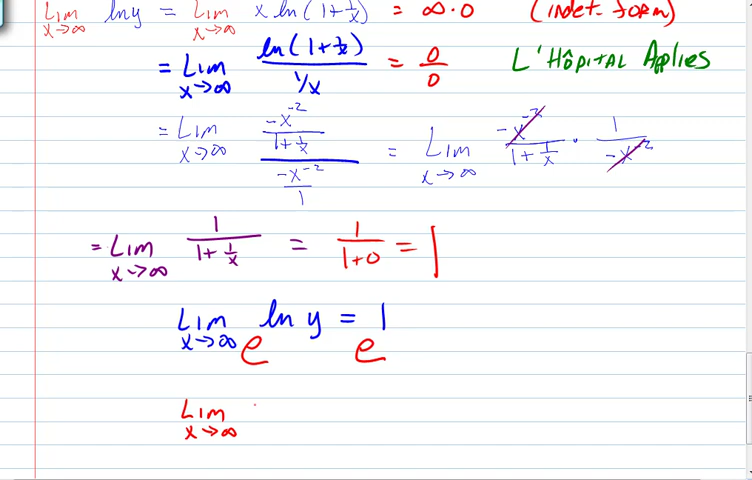 Lim x→∞ ln y = Lim x→∞ x ln(1+1/x) = ∞·0 (indet. form)
= Lim x→∞ ln(1+1/x) / 1/x = 0/0 L'Hôpital Applies
= Lim x→∞ -x⁻²/(1+1/x) / -x⁻²/1 = Lim x→∞ -x⁻²/(1+1/x) · 1/-x⁻²
= Lim x→∞ 1/(1+1/x) = 1/(1+0) = 1
Lim x→∞ ln y = 1
e e
Lim x→∞